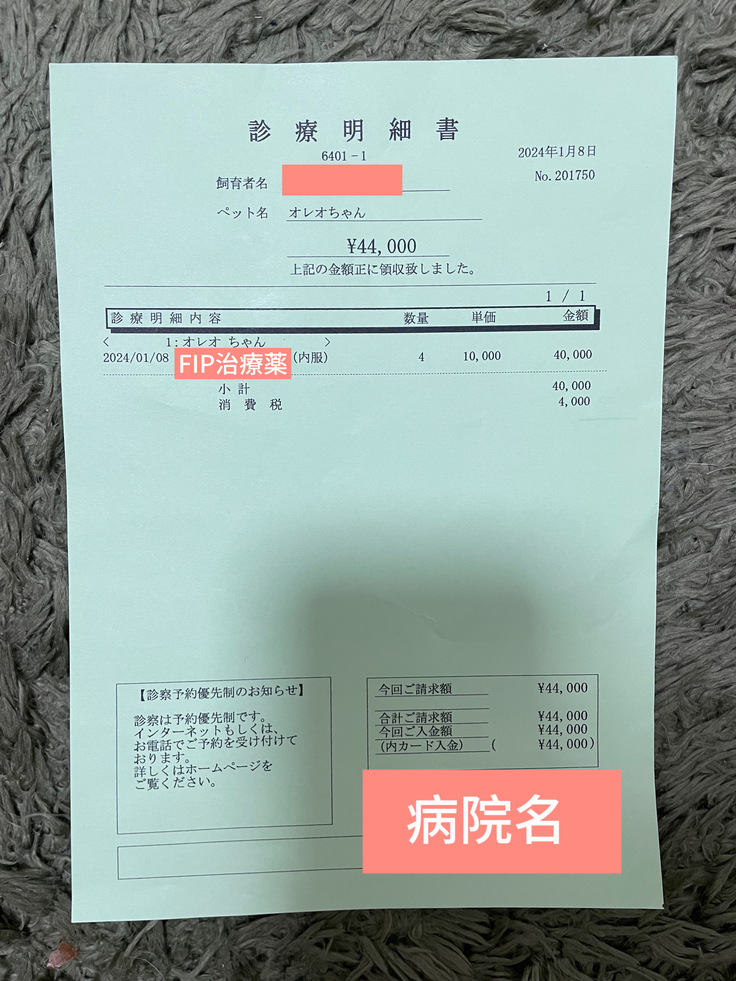 診療明細書
6401-1
2024年1月8日
No.201750
飼育者名
ペット名 オレオちゃん
¥44,000
上記の金額正に領収致しました。
1 / 1
診療明細内容 数量 単価 金額
< 1:オレオ ちゃん >
2024/01/08 FIP治療薬 (内服) 4 10,000 40,000
小計 40,000
消費税 4,000
【診察予約優先制のお知らせ】
診察は予約優先制です。
インターネットもしくは、
お電話でご予約を受け付けて
おります。
詳しくはホームページを
ご覧ください。
今回ご請求額 ¥44,000
合計ご請求額 ¥44,000
今回ご入金額 ¥44,000
(内カード入金) ( ¥44,000)
病院名